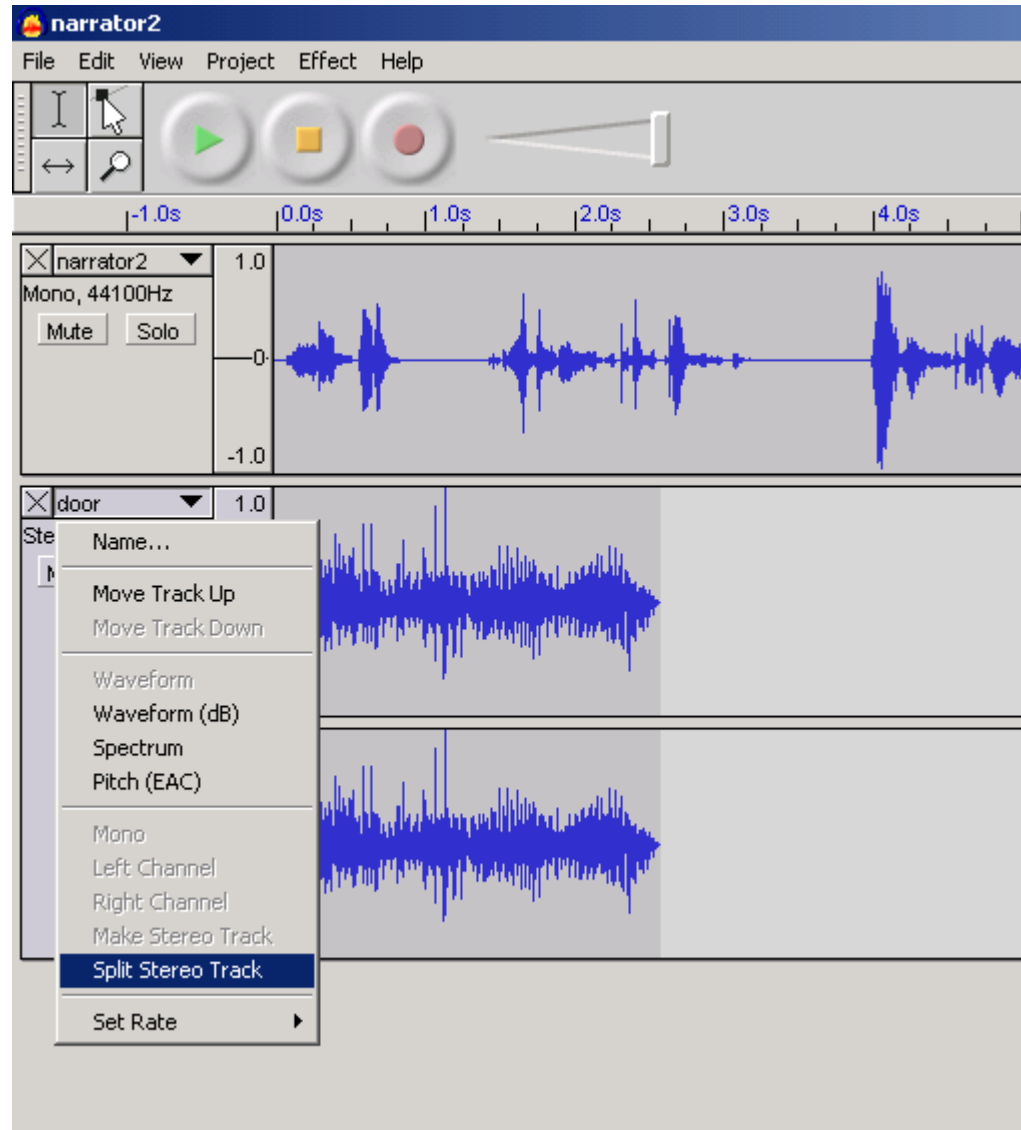 narrator2
File Edit View Project Effect Help
-1.0s 0.0s 1.0s 2.0s 3.0s 4.0s
narrator2 1.0
Mono, 44100Hz
Mute Solo
0
-1.0
door 1.0
Ste
Name...
Move Track Up
Move Track Down
Waveform
Waveform (dB)
Spectrum
Pitch (EAC)
Mono
Left Channel
Right Channel
Make Stereo Track
Split Stereo Track
Set Rate